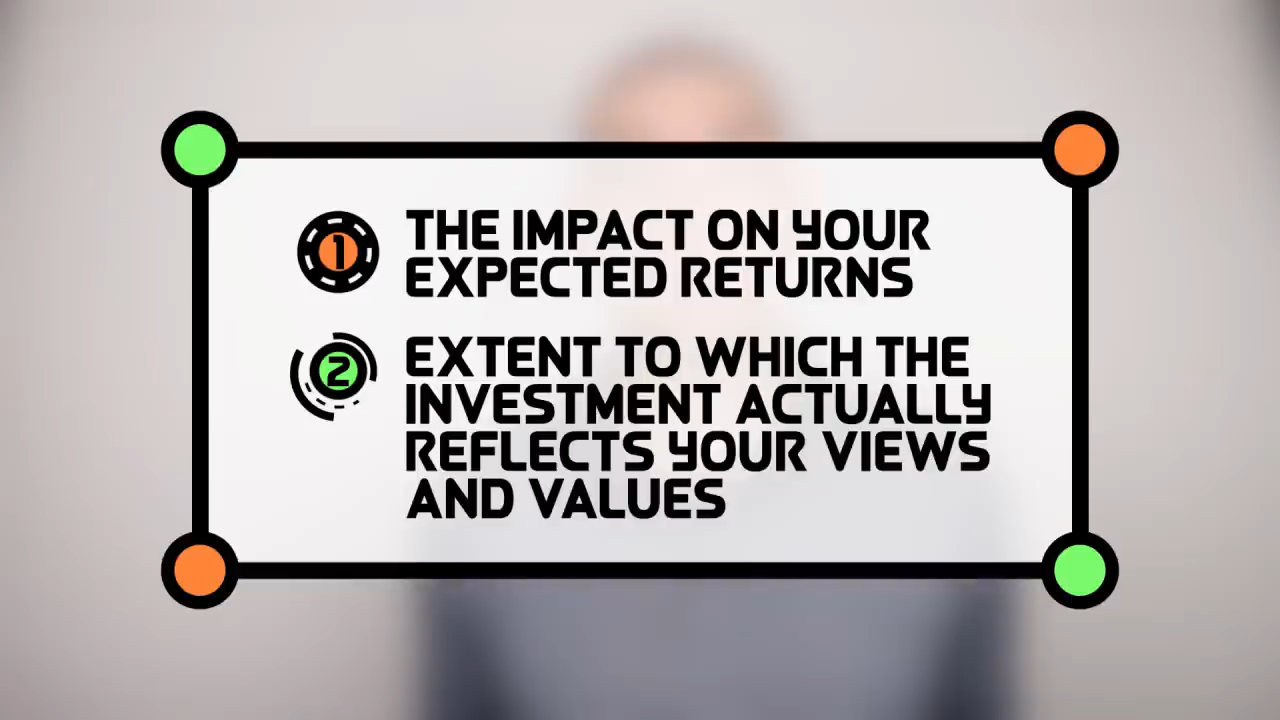 1 THE IMPACT ON YOUR
EXPECTED RETURNS
2 EXTENT TO WHICH THE
INVESTMENT ACTUALLY
REFLECTS YOUR VIEWS
AND VALUES